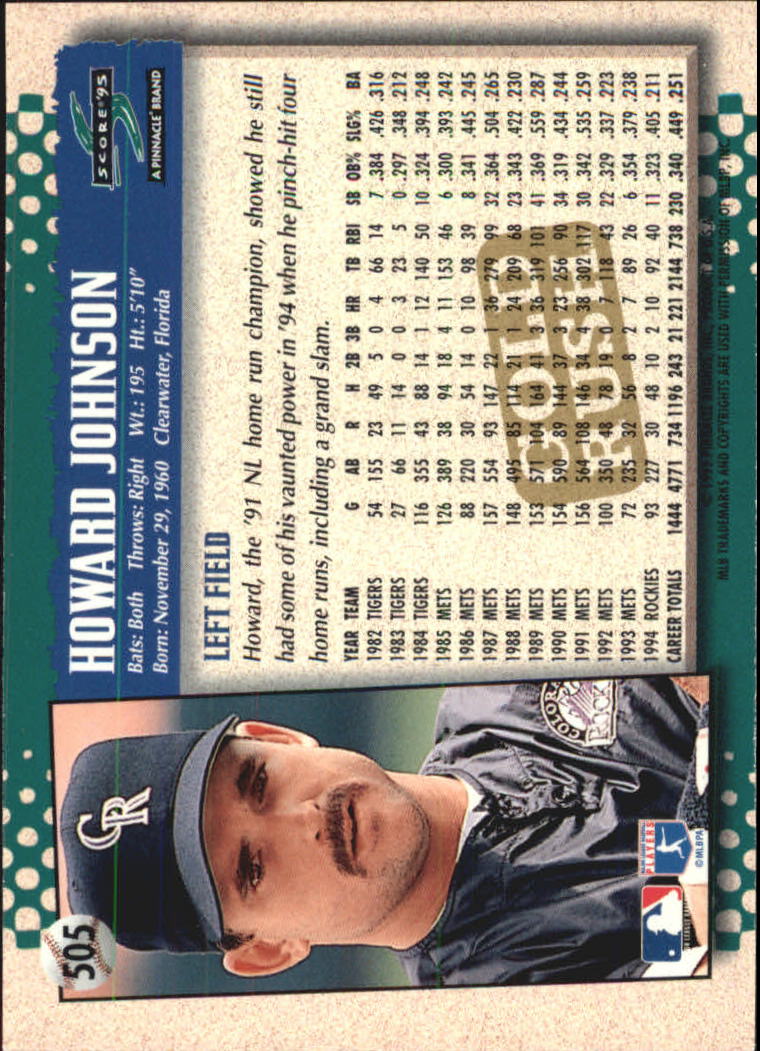 SCORE '95
A PINNACLE BRAND
HOWARD JOHNSON
Bats: Both Throws: Right Wt.: 195 Ht.: 5'10"
Born: November 29, 1960 Clearwater, Florida
LEFT FIELD
Howard, the '91 NL home run champion, showed he still
had some of his vaunted power in '94 when he pinch-hit four
home runs, including a grand slam.
YEAR TEAM G AB R H 2B 3B HR TB RBI SB OB% SLG% BA
1982 TIGERS 54 155 23 49 5 0 4 66 14 7 .384 .426 .316
1983 TIGERS 27 66 11 14 0 0 3 23 5 0 .297 .348 .212
1984 TIGERS 116 355 43 88 14 1 12 140 50 10 .324 .394 .248
1985 METS 126 389 38 94 18 4 11 153 46 6 .300 .393 .242
1986 METS 88 220 30 54 14 0 10 98 39 8 .341 .445 .245
1987 METS 157 554 93 147 22 1 36 279 99 32 .364 .504 .265
1988 METS 148 495 85 114 21 1 24 209 68 23 .343 .422 .230
1989 METS 153 571 104 164 41 3 36 319 101 41 .369 .559 .287
1990 METS 154 590 89 144 37 3 23 256 90 34 .319 .434 .244
1991 METS 156 564 108 146 34 4 38 302 117 30 .342 .535 .259
1992 METS 100 350 48 78 19 0 7 118 43 22 .329 .337 .223
1993 METS 72 235 32 56 8 2 7 89 26 6 .354 .379 .238
1994 ROCKIES 93 227 30 48 10 2 10 92 40 11 .323 .405 .211
CAREER TOTALS 1444 4771 734 1196 243 21 221 2144 738 230 .340 .449 .251
GOLD
RUSH
MLB TRADEMARKS AND COPYRIGHTS ARE USED WITH PERMISSION OF MLBP, INC.
505
CR
PLAYERS
©MLBPA